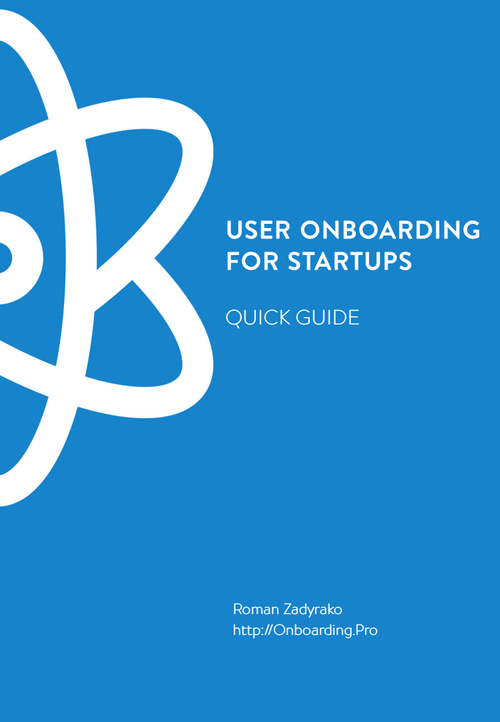 USER ONBOARDING
FOR STARTUPS
QUICK GUIDE
Roman Zadyrako
http://Onboarding.Pro